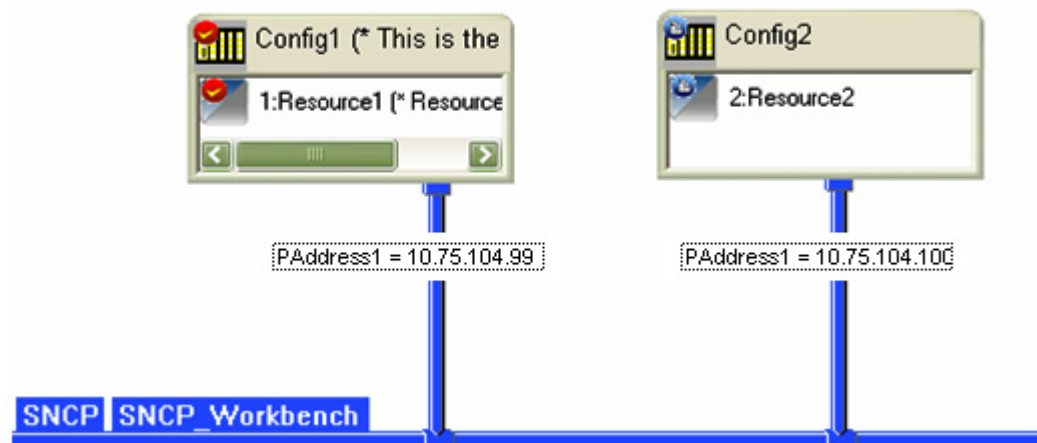 Config1 (* This is the
1:Resource1 (* Resource
Config2
2:Resource2
PAddress1 = 10.75.104.99
PAddress1 = 10.75.104.100
SNCP SNCP_Workbench